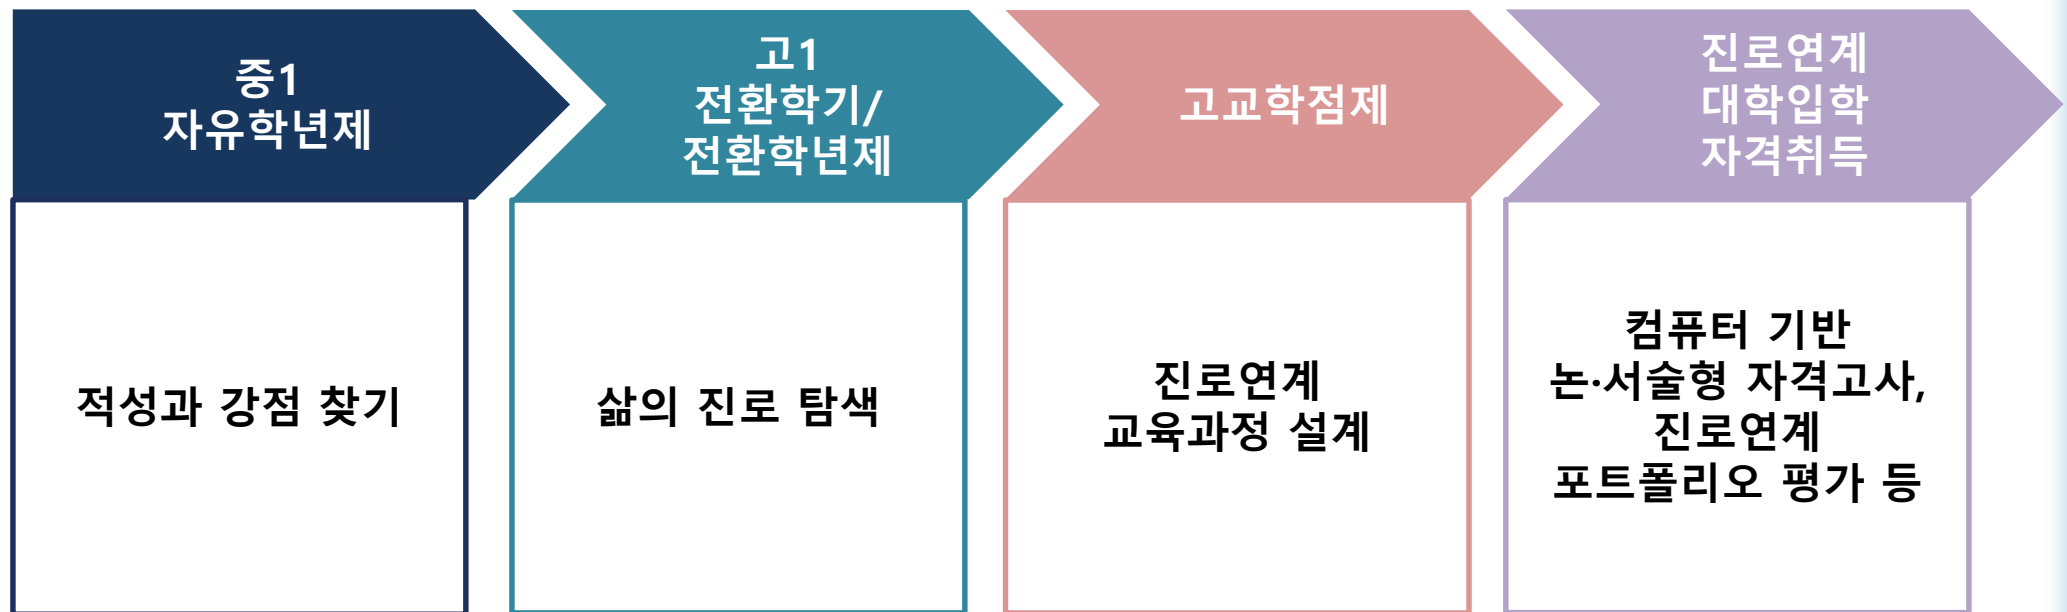 중1
자유학년제
고1
전환학기/
전환학년제
고교학점제
진로연계
대학입학
자격취득
적성과 강점 찾기
삶의 진로 탐색
진로연계
교육과정 설계
컴퓨터 기반
논·서술형 자격고사,
진로연계
포트폴리오 평가 등